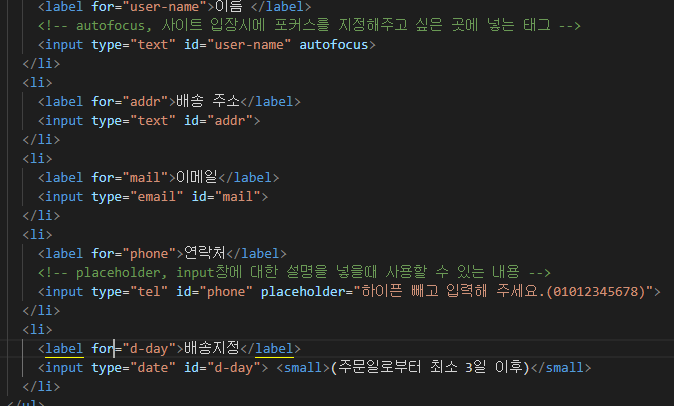 <label for="user-name">이름 </label>
<!-- autofocus, 사이트 입장시에 포커스를 지정해주고 싶은 곳에 넣는 태그 -->
<input type="text" id="user-name" autofocus>
</li>
<li>
<label for="addr">배송 주소</label>
<input type="text" id="addr">
</li>
<li>
<label for="mail">이메일</label>
<input type="email" id="mail">
</li>
<li>
<label for="phone">연락처</label>
<!-- placeholder, input창에 대한 설명을 넣을때 사용할 수 있는 내용 -->
<input type="tel" id="phone" placeholder="하이픈 빼고 입력해 주세요.(01012345678)">
</li>
<li>
<label for="d-day">배송지정</label>
<input type="date" id="d-day"> <small>(주문일로부터 최소 3일 이후)</small>
</li>
</ul>